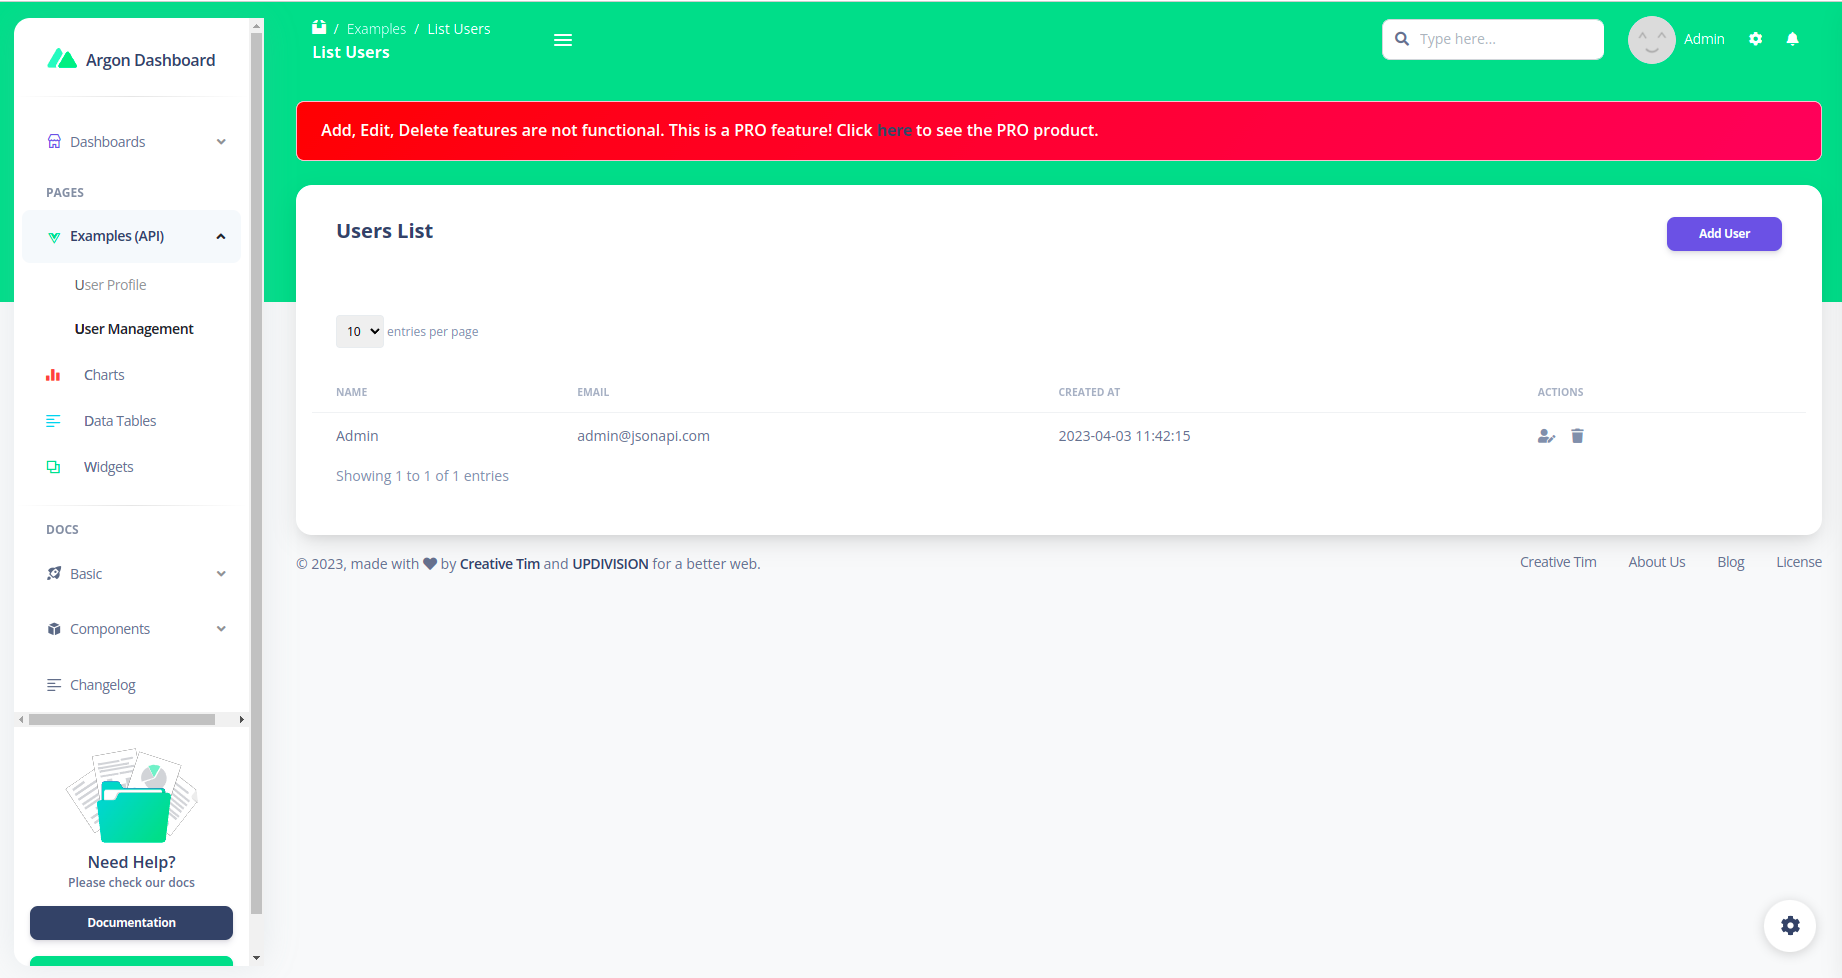 Argon Dashboard
Dashboards
PAGES
Examples (API)
User Profile
User Management
Charts
Data Tables
Widgets
DOCS
Basic
Components
Changelog
Need Help?
Please check our docs
Documentation
/ Examples / List Users
List Users
Type here...
Admin
Add, Edit, Delete features are not functional. This is a PRO feature! Click here to see the PRO product.
Users List
Add User
10 entries per page
NAME EMAIL CREATED AT ACTIONS
Admin admin@jsonapi.com 2023-04-03 11:42:15
Showing 1 to 1 of 1 entries
© 2023, made with by Creative Tim and UPDIVISION for a better web.
Creative Tim About Us Blog License